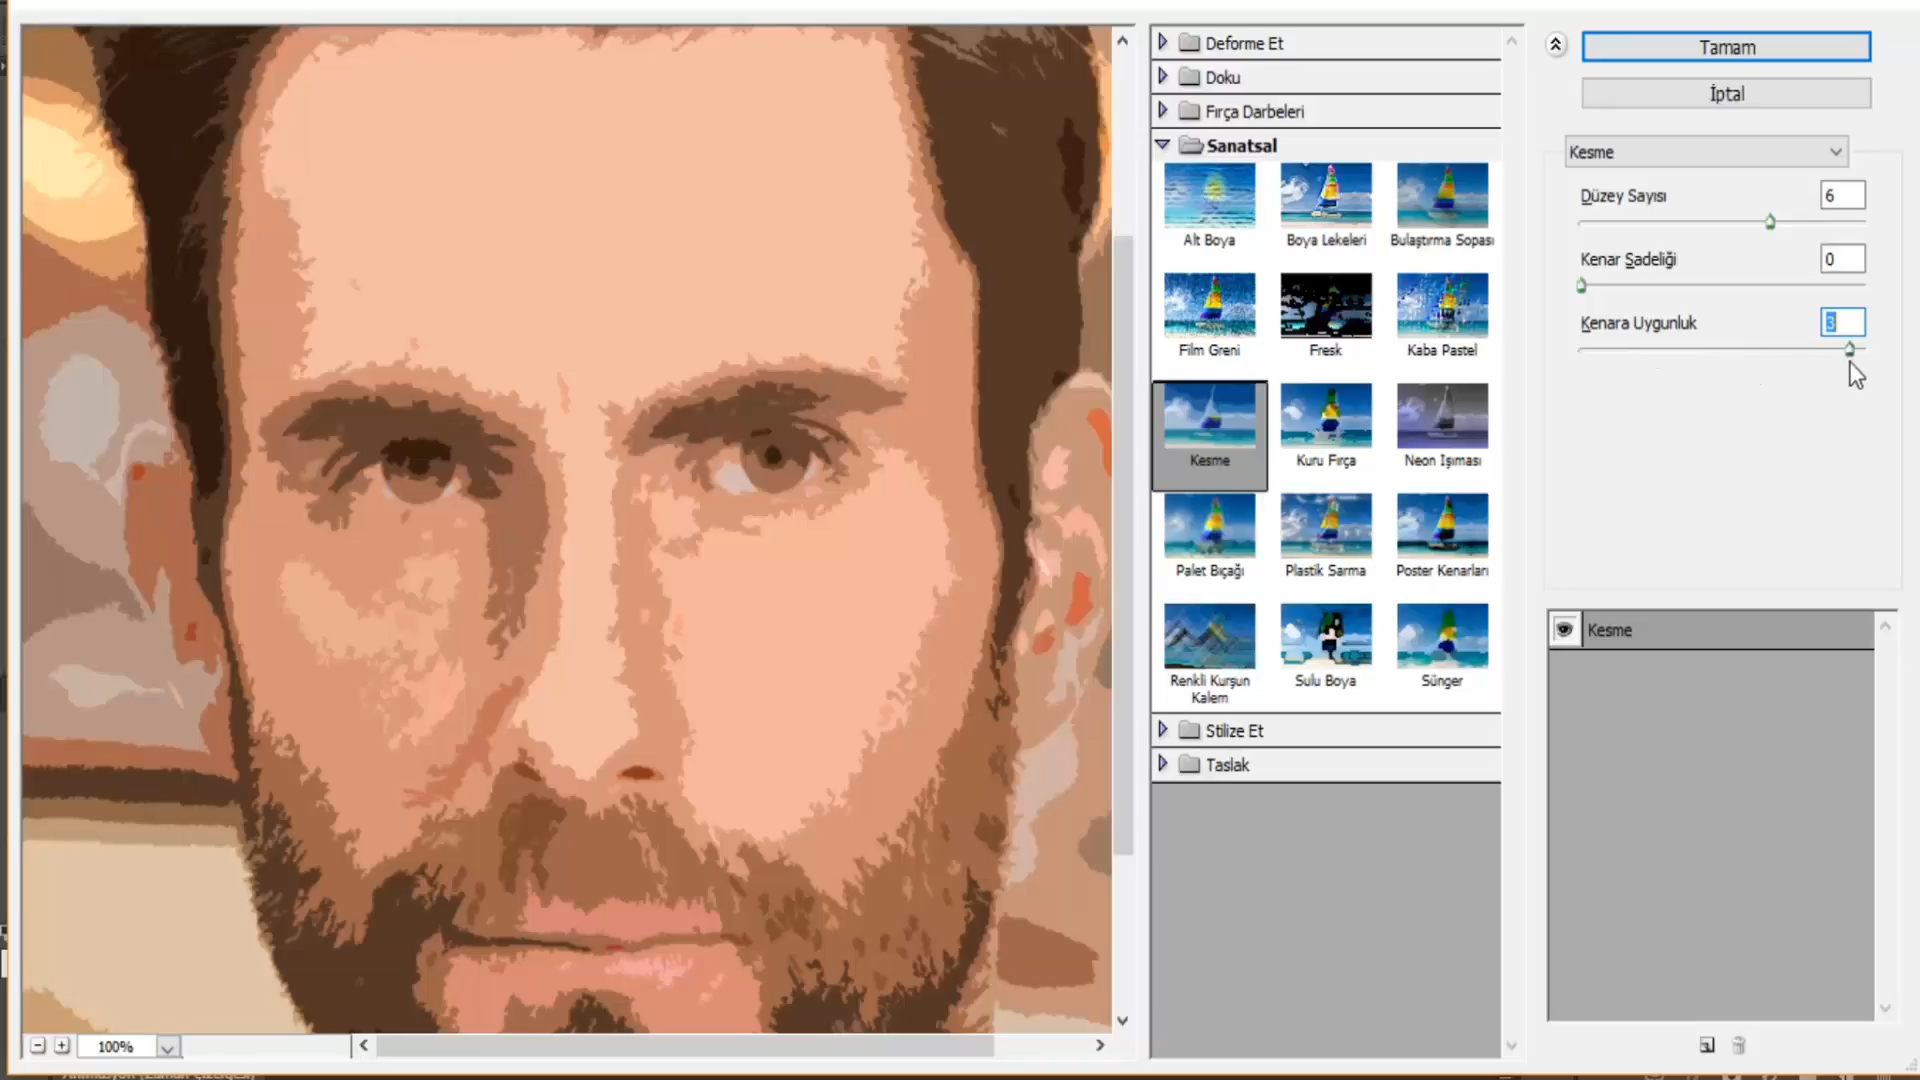 Deforme Et
Doku
Fırça Darbeleri
Sanatsal
Alt Boya
Boya Lekeleri
Bulaştırma Sopası
Film Greni
Fresk
Kaba Pastel
Kesme
Kuru Fırça
Neon Işıması
Palet Bıçağı
Plastik Sarma
Poster Kenarları
Renkli Kurşun
Kalem
Sulu Boya
Sünger
Stilize Et
Taslak
Tamam
İptal
Kesme
Düzey Sayısı
6
Kenar Sadeliği
0
Kenara Uygunluk
3
Kesme
100%